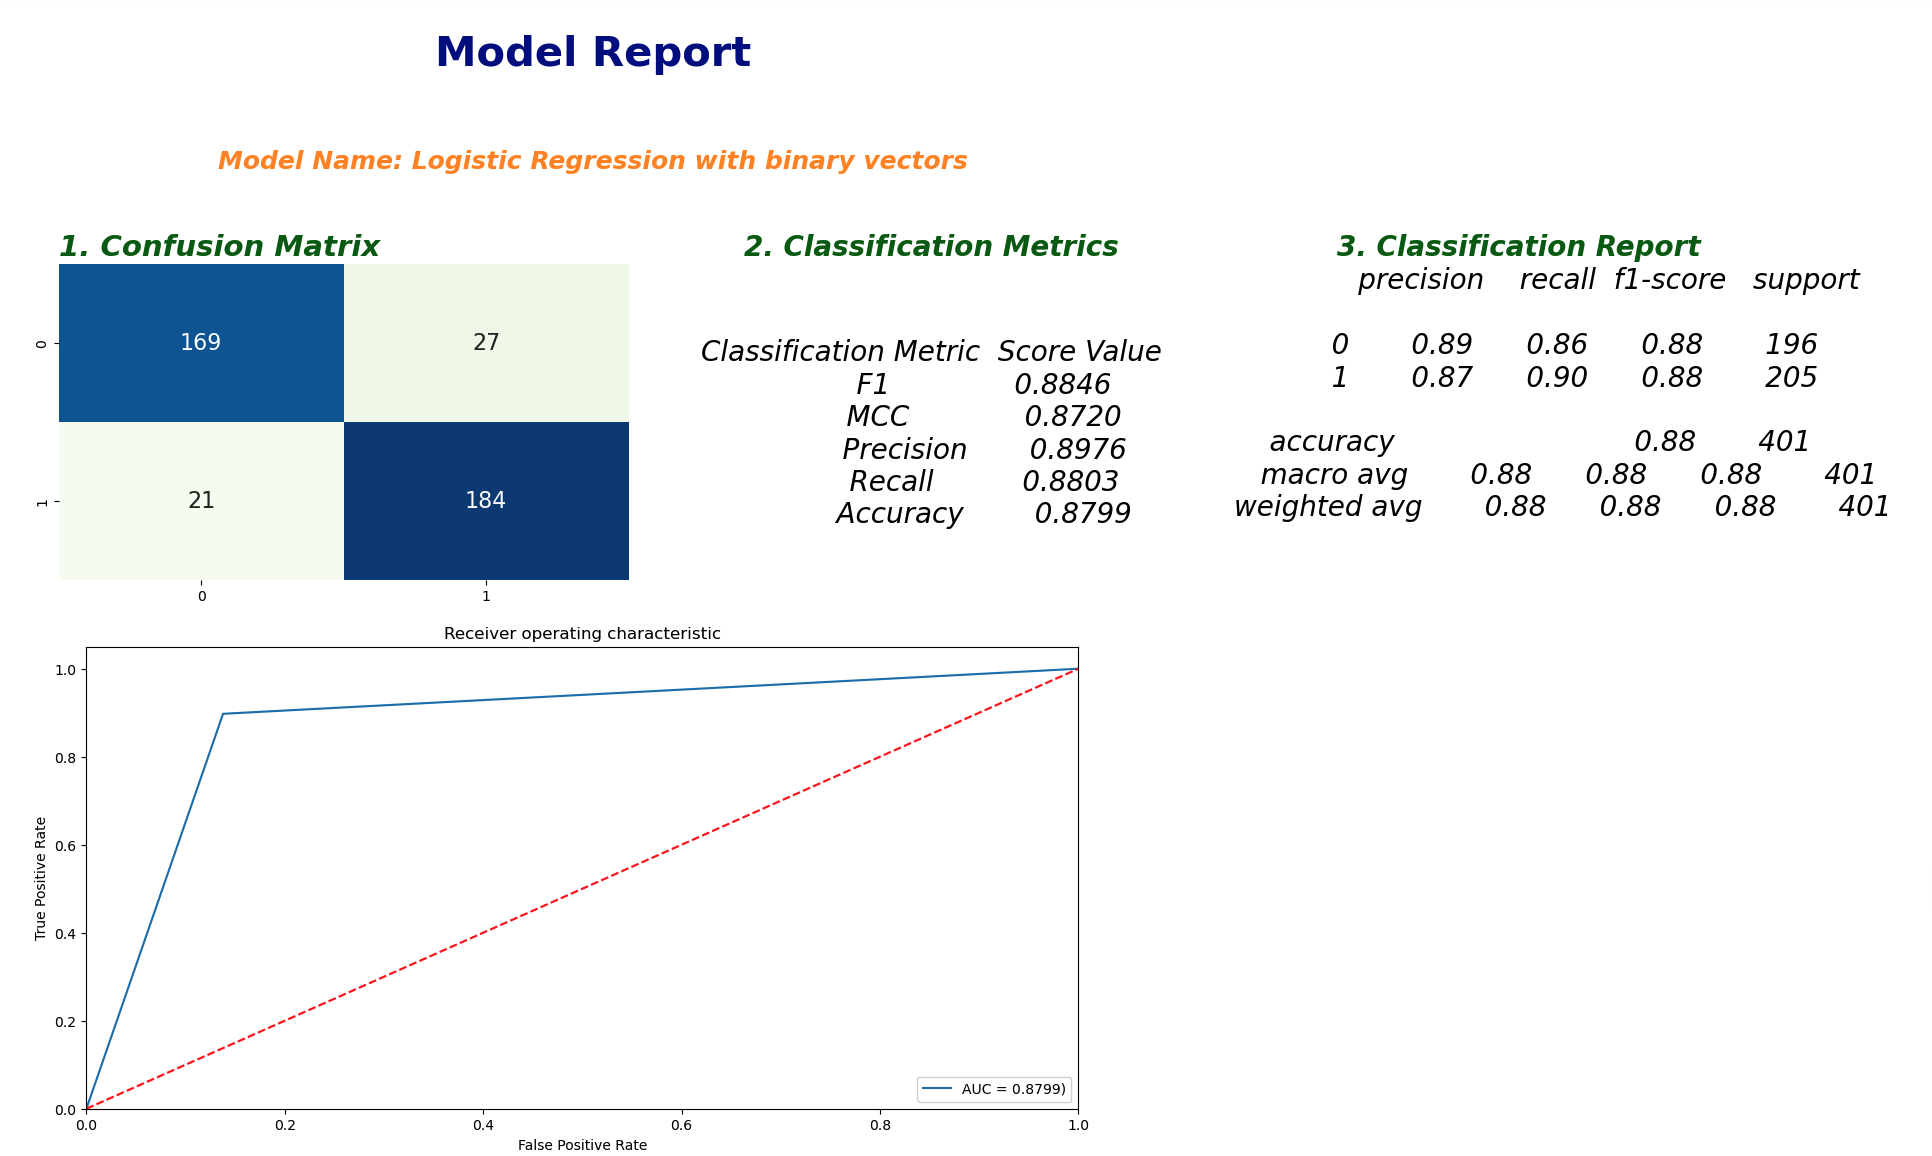 Model Report
Model Name: Logistic Regression with binary vectors
1. Confusion Matrix
169 27
21 184
0
1
0 1
2. Classification Metrics
Classification Metric Score Value
F1 0.8846
MCC 0.8720
Precision 0.8976
Recall 0.8803
Accuracy 0.8799
3. Classification Report
precision recall f1-score support
0 0.89 0.86 0.88 196
1 0.87 0.90 0.88 205
accuracy 0.88 401
macro avg 0.88 0.88 0.88 401
weighted avg 0.88 0.88 0.88 401
Receiver operating characteristic
True Positive Rate
1.0
0.8
0.6
0.4
0.2
0.0
AUC = 0.8799)
0.0 0.2 0.4 0.6 0.8 1.0
False Positive Rate